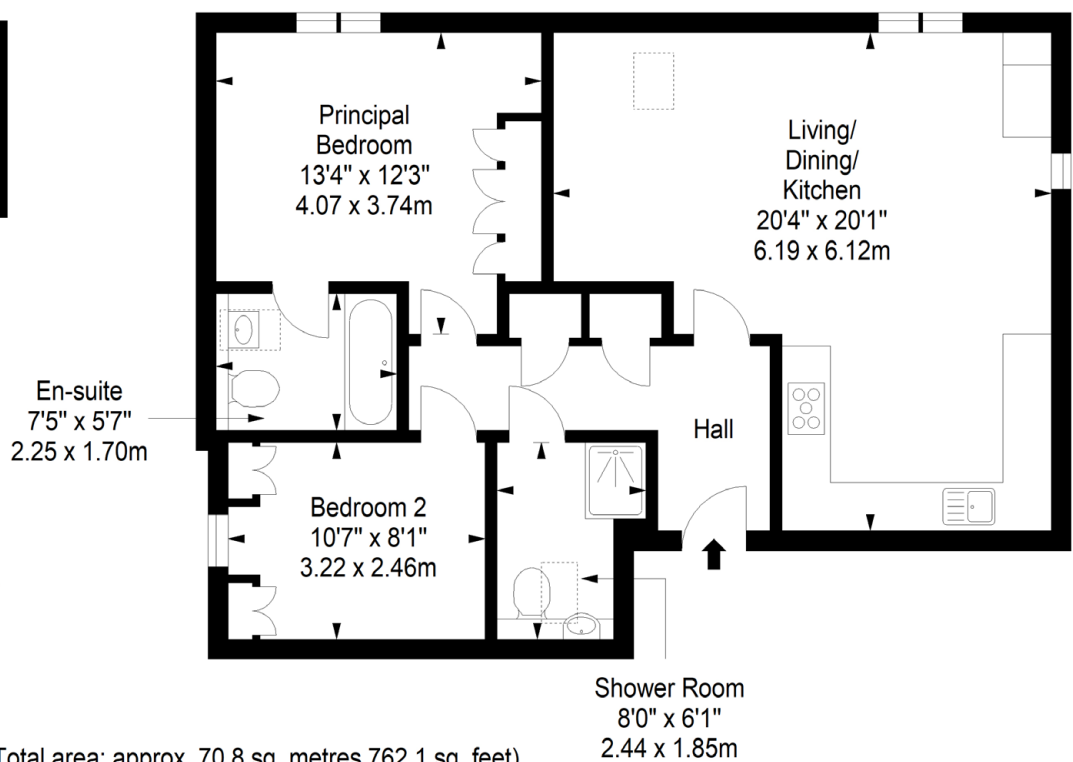 Principal
Bedroom
13'4" x 12'3"
4.07 x 3.74m
Living/
Dining/
Kitchen
20'4" x 20'1"
6.19 x 6.12m
En-suite
7'5" x 5'7"
2.25 x 1.70m
Hall
Bedroom 2
10'7" x 8'1"
3.22 x 2.46m
Shower Room
8'0" x 6'1"
2.44 x 1.85m
Total area: approx. 70.8 sq. metres 762.1 sq. feet)